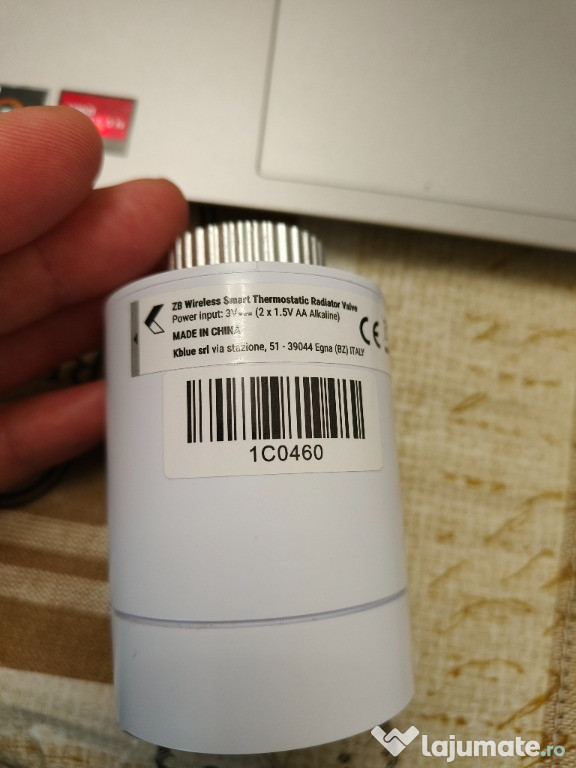 ZB Wireless Smart Thermostatic Radiator Valve
Power input: 3V⎓ (2 x 1.5V AA Alkaline)
MADE IN CHINA
Kblue srl via stazione, 51 - 39044 Egna (BZ) ITALY
CE
1C0460
lajumate.ro